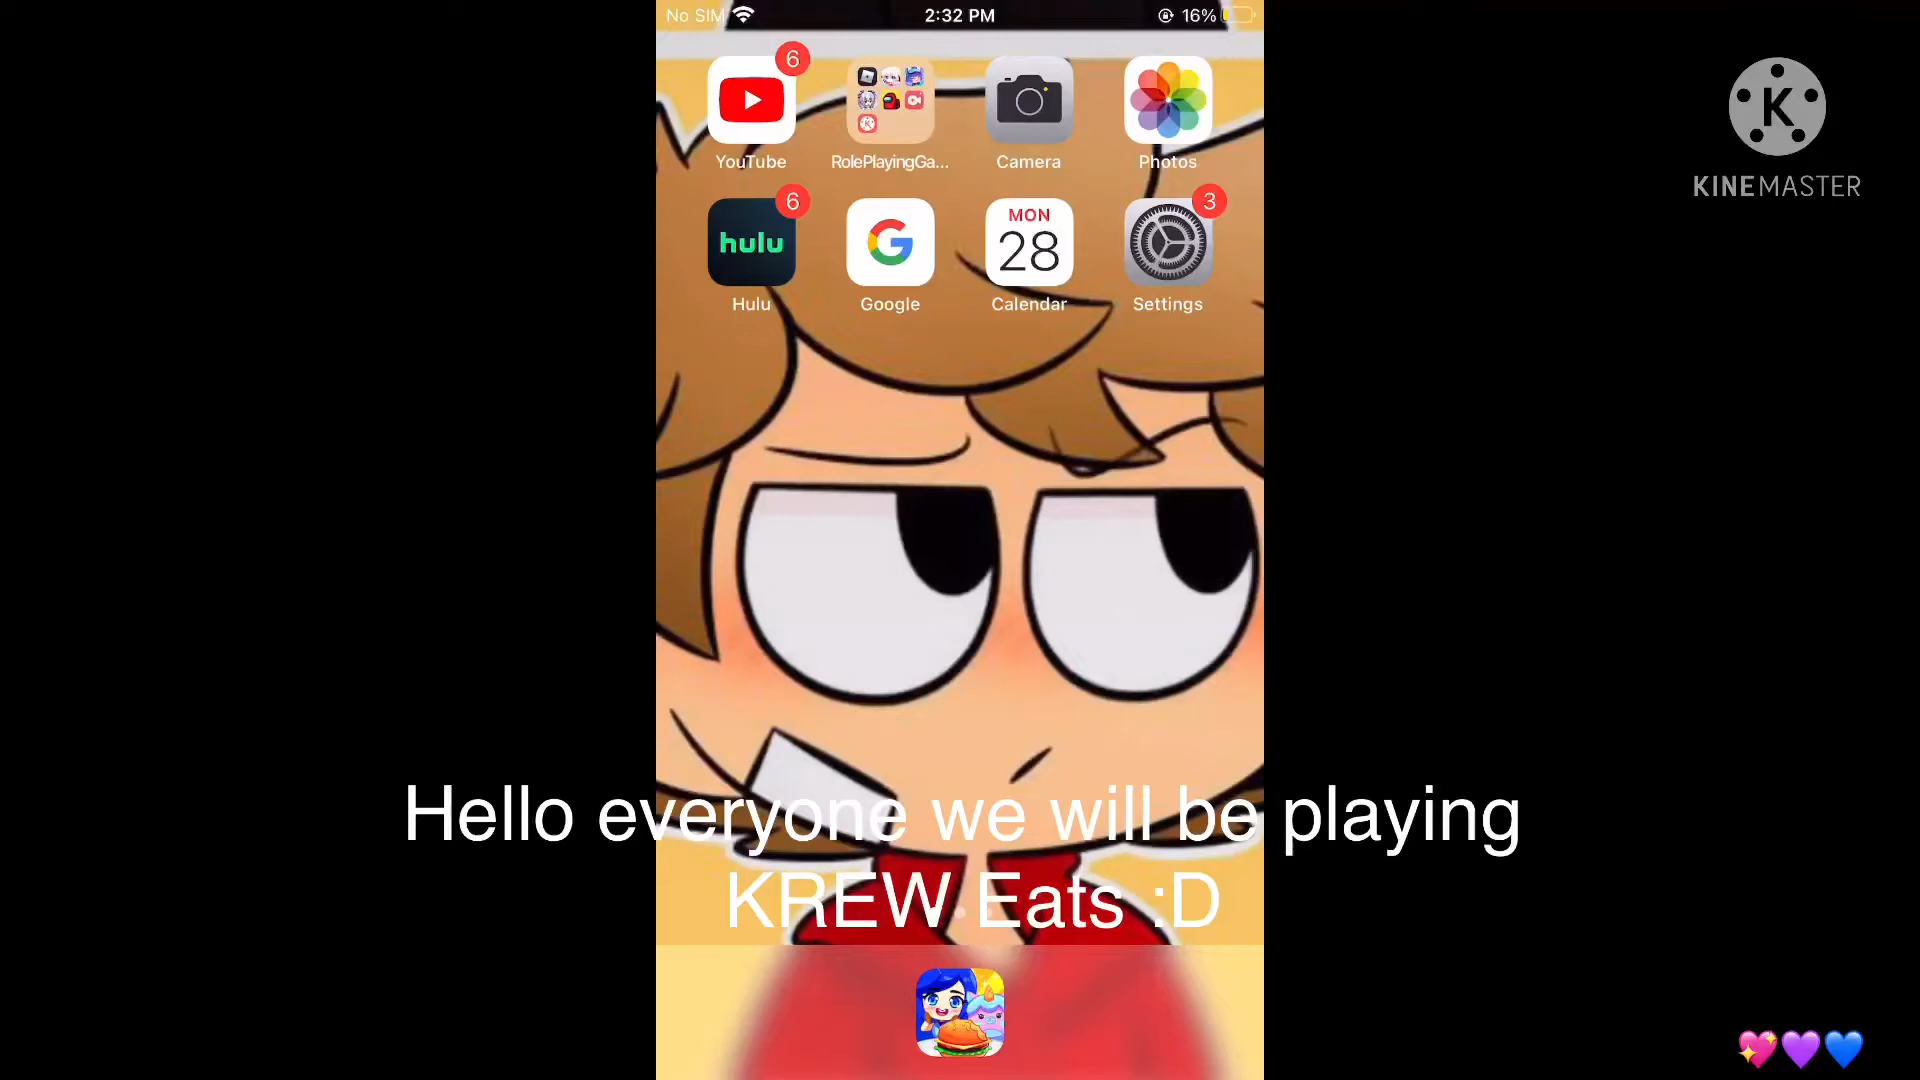 No SIM 2:32 PM 16%
6
YouTube RolePlayingGa... Camera Photos
6 MON 3
hulu G 28
Hulu Google Calendar Settings
K
KINEMASTER
Hello everyone we will be playing
KREW Eats :D